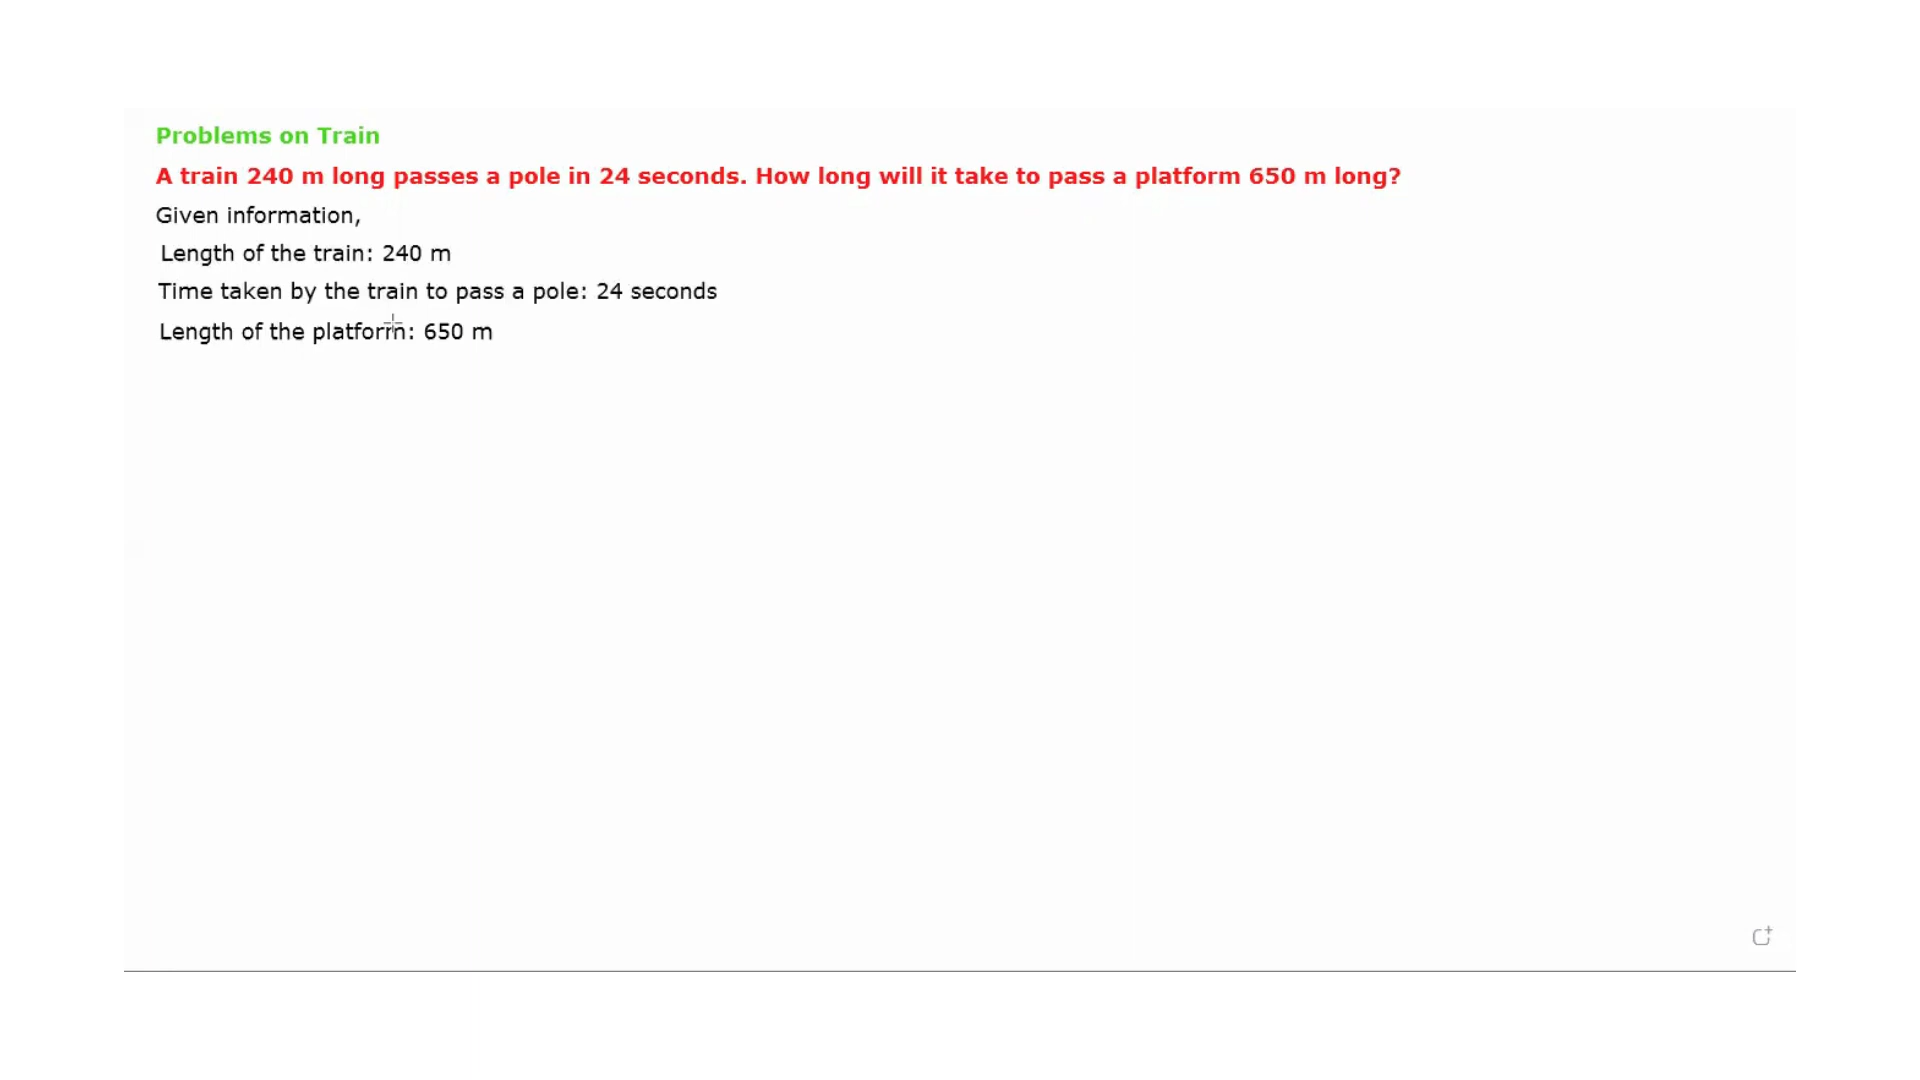 Problems on Train
A train 240 m long passes a pole in 24 seconds. How long will it take to pass a platform 650 m long?
Given information,
Length of the train: 240 m
Time taken by the train to pass a pole: 24 seconds
Length of the platform: 650 m